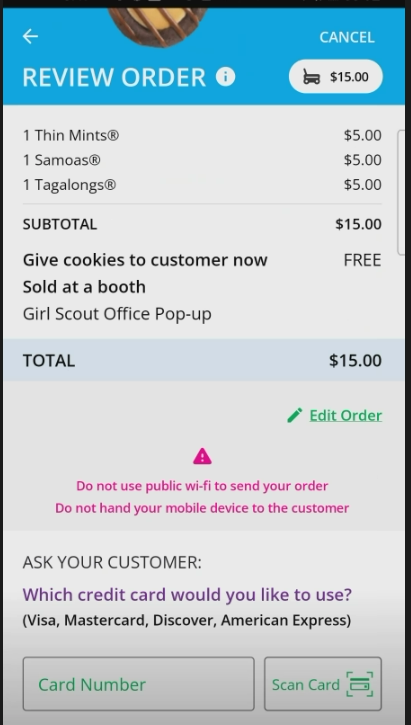 CANCEL
REVIEW ORDER i $15.00
1 Thin Mints® $5.00
1 Samoas® $5.00
1 Tagalongs® $5.00
SUBTOTAL $15.00
Give cookies to customer now FREE
Sold at a booth
Girl Scout Office Pop-up
TOTAL $15.00
Edit Order
Do not use public wi-fi to send your order
Do not hand your mobile device to the customer
ASK YOUR CUSTOMER:
Which credit card would you like to use?
(Visa, Mastercard, Discover, American Express)
Card Number Scan Card